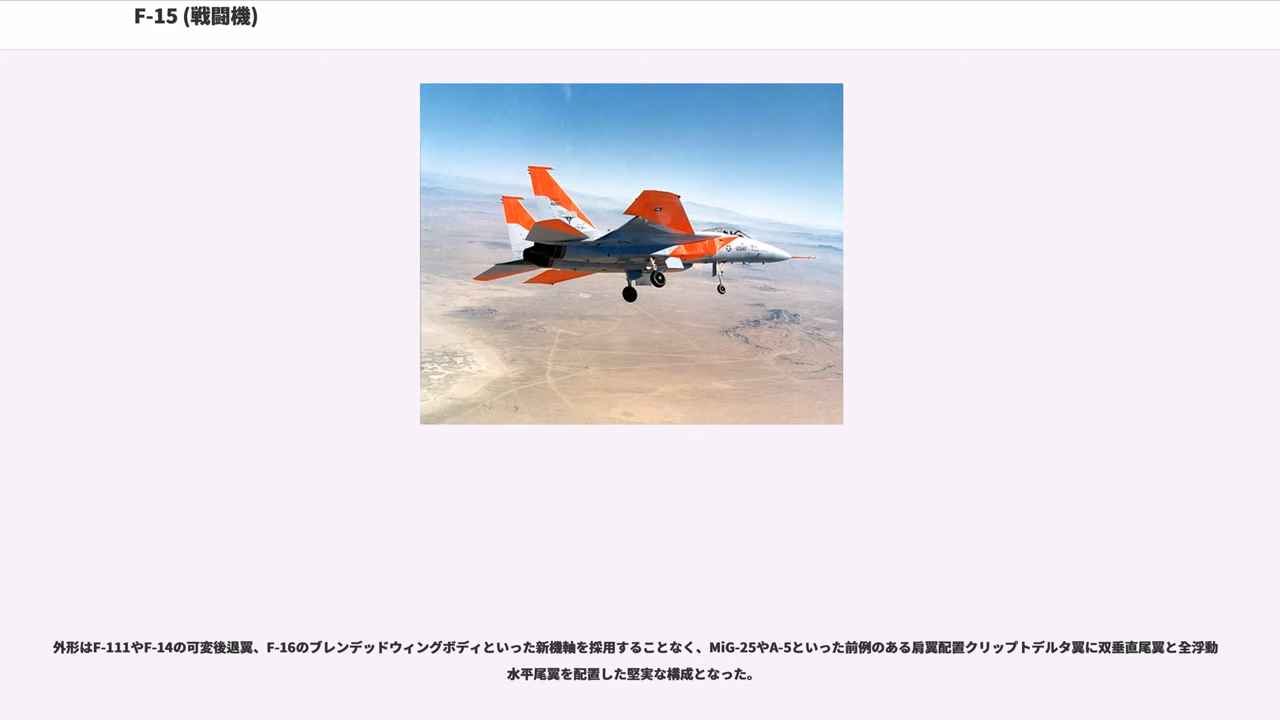 F-15 (戦闘機)
外形はF-111やF-14の可変後退翼、F-16のブレンデッドウィングボディといった新機軸を採用することなく、MiG-25やA-5といった前例のある肩翼配置クリップトデルタ翼に双垂直尾翼と全浮動
水平尾翼を配置した堅実な構成となった。